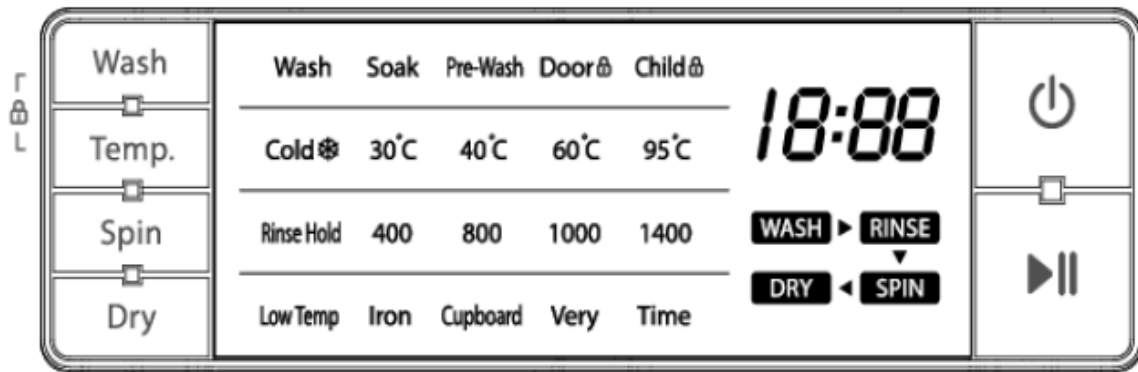 Wash
Temp.
Spin
Dry
Wash Soak Pre-Wash Door Child
Cold 30°C 40°C 60°C 95°C
Rinse Hold 400 800 1000 1400
Low Temp Iron Cupboard Very Time
18:88
WASH ▶ RINSE
▼
DRY ◀ SPIN